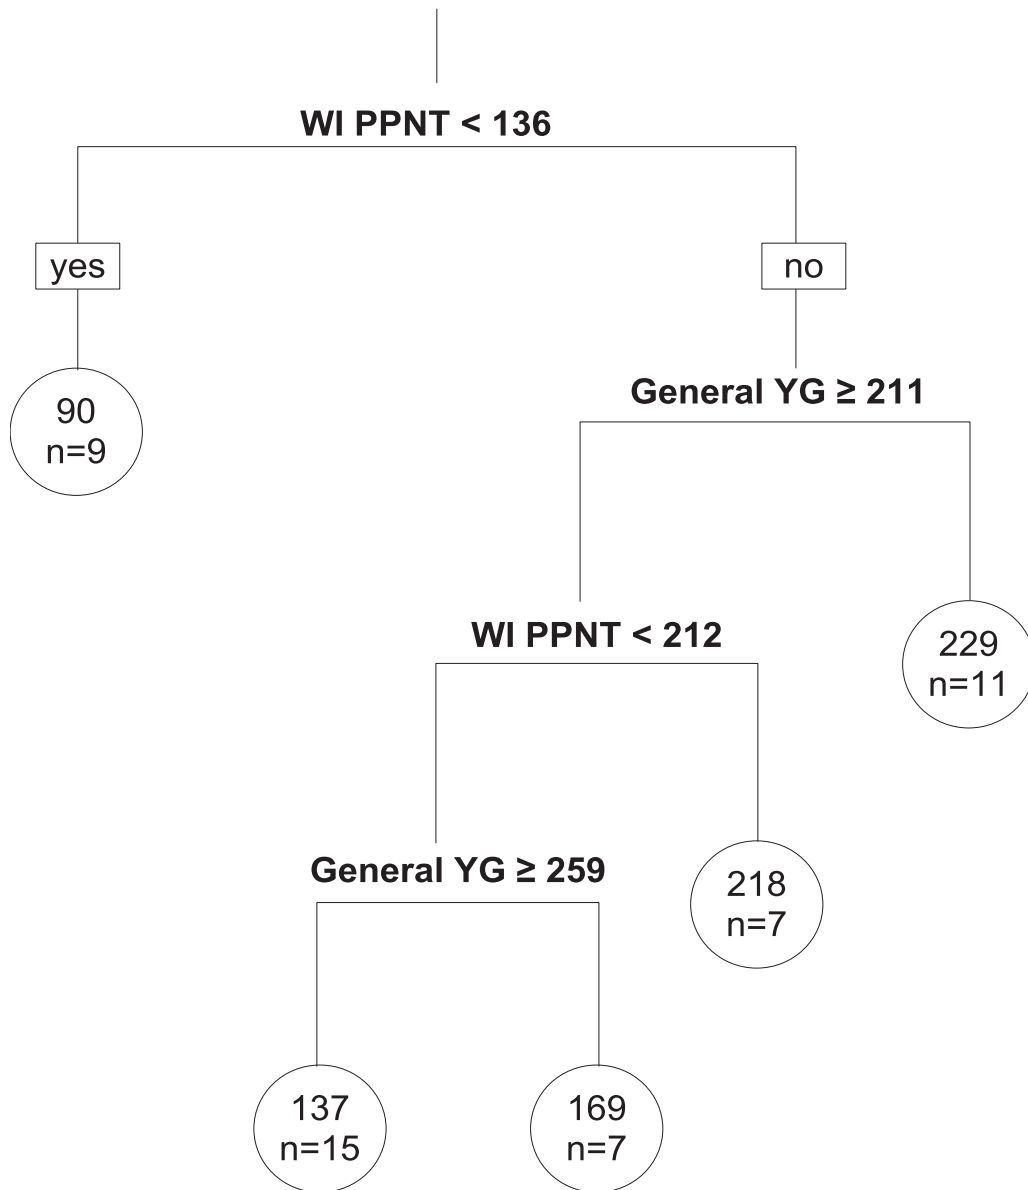 WI PPNT < 136
yes
no
90
n=9
General YG ≥ 211
WI PPNT < 212
229
n=11
General YG ≥ 259
218
n=7
137
n=15
169
n=7